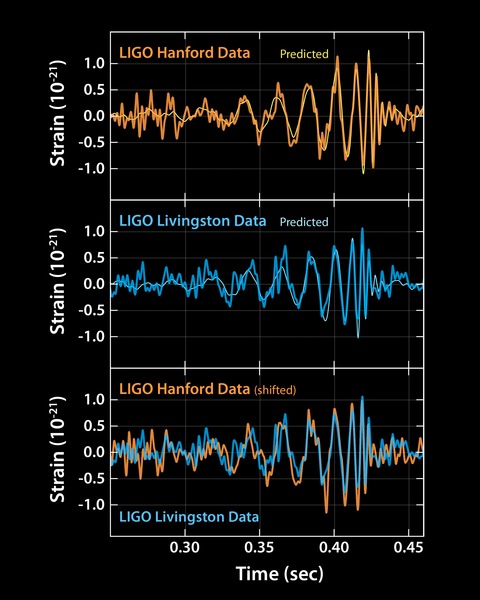 LIGO Hanford Data Predicted
1.0
0.5
0.0
-0.5
-1.0
Strain (10⁻²¹)
LIGO Livingston Data Predicted
1.0
0.5
0.0
-0.5
-1.0
Strain (10⁻²¹)
LIGO Hanford Data (shifted)
1.0
0.5
0.0
-0.5
-1.0
Strain (10⁻²¹)
LIGO Livingston Data
0.30 0.35 0.40 0.45
Time (sec)